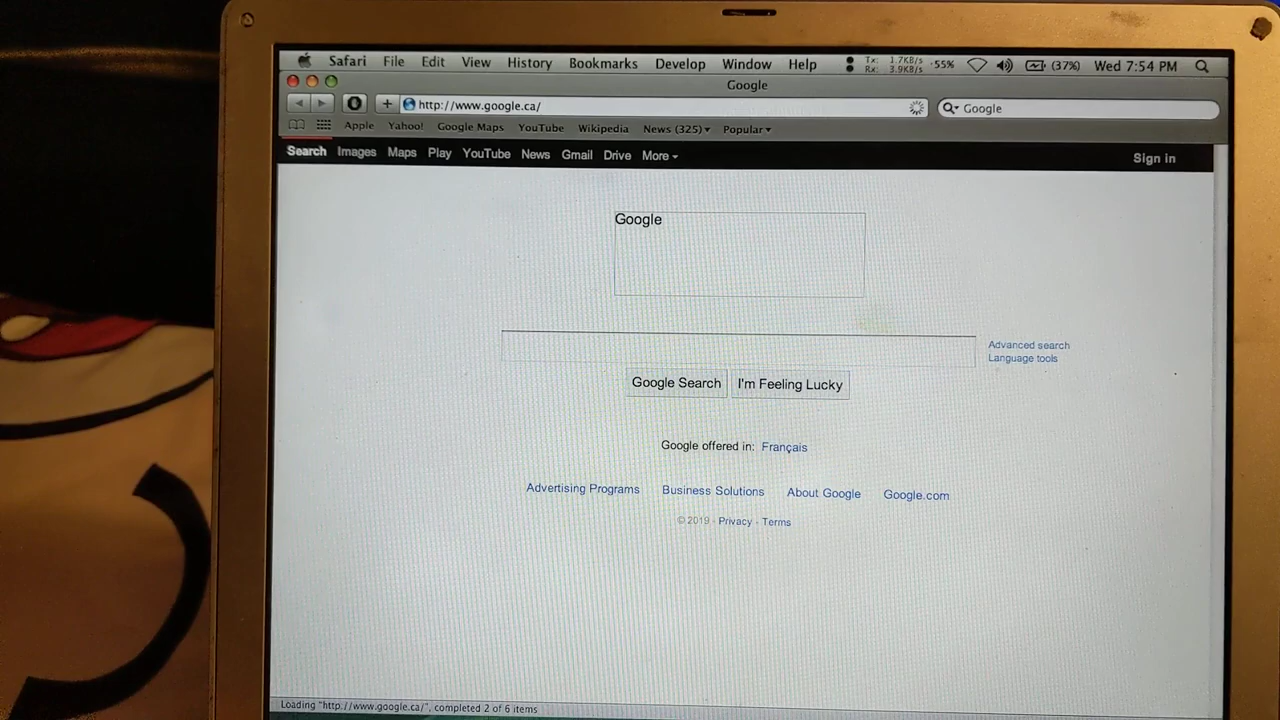 Safari File Edit View History Bookmarks Develop Window Help Tx: 1.7KB/s Rx: 3.9KB/s -55% (37%) Wed 7:54 PM
Google
+ http://www.google.ca/ Google
Apple Yahoo! Google Maps YouTube Wikipedia News (325) Popular
Search Images Maps Play YouTube News Gmail Drive More Sign in
Google
Advanced search
Language tools
Google Search I'm Feeling Lucky
Google offered in: Français
Advertising Programs Business Solutions About Google Google.com
© 2019 - Privacy - Terms
Loading "http://www.google.ca/", completed 2 of 6 items